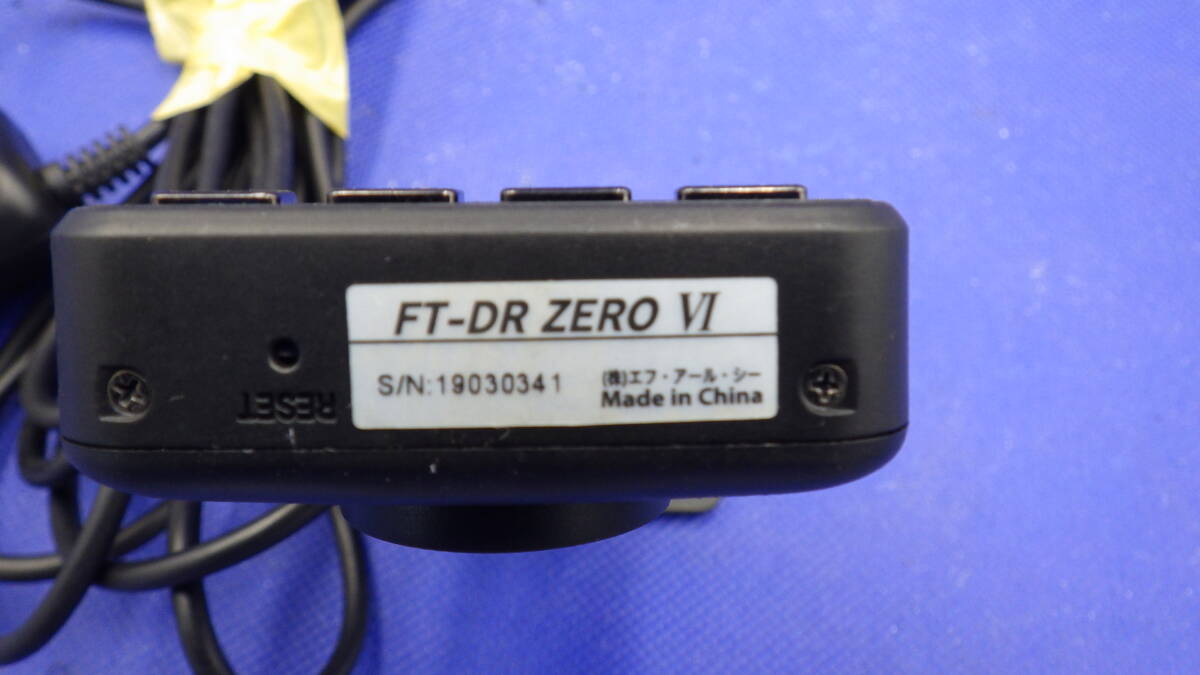 FT-DR ZERO VI
S/N:19030341
(株)エフ・アール・シー
Made in China
RESET